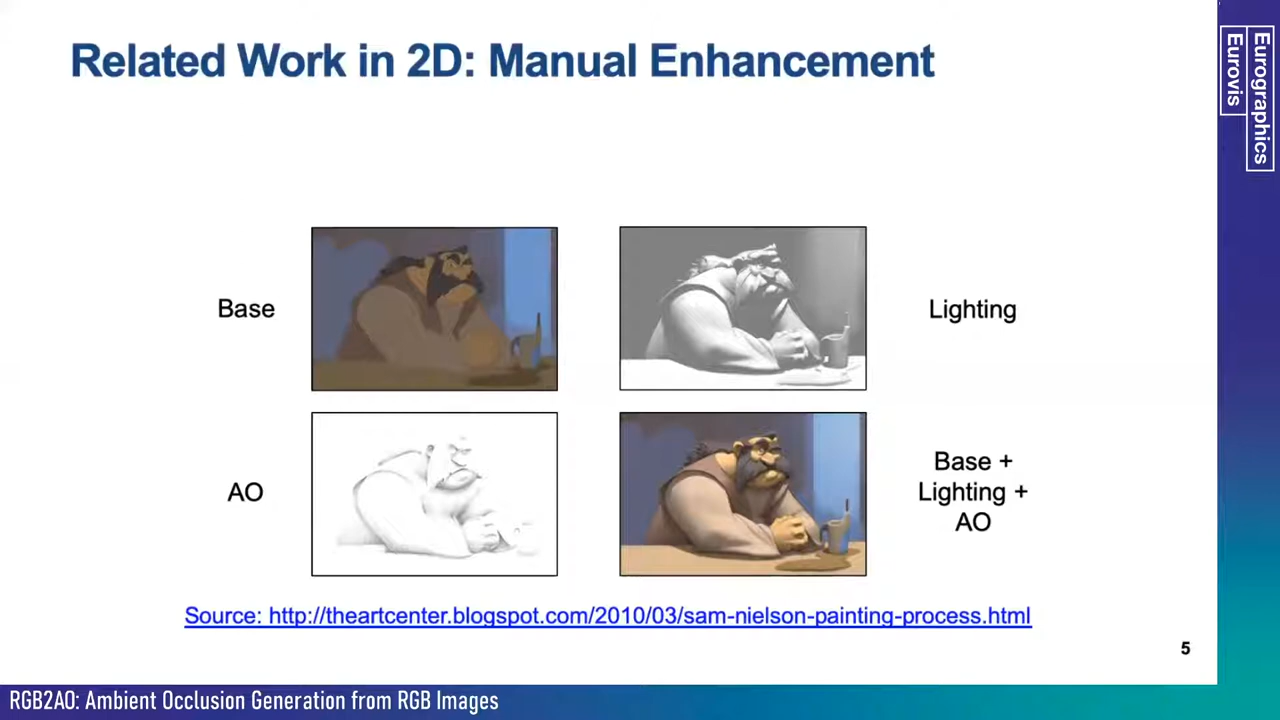 Related Work in 2D: Manual Enhancement
Eurographics
Eurovis
Base
Lighting
AO
Base +
Lighting +
AO
Source: http://theartcenter.blogspot.com/2010/03/sam-nielson-painting-process.html
5
RGB2AO: Ambient Occlusion Generation from RGB Images